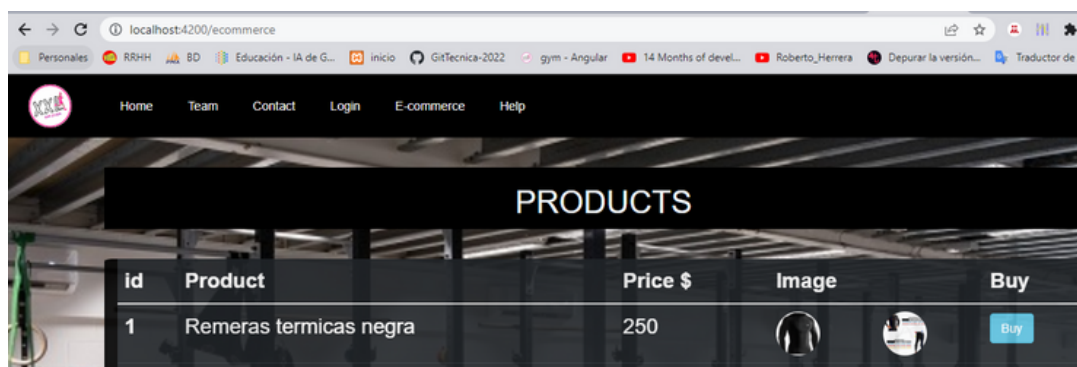 localhost:4200/ecommerce
Personales RRHH BD Educación - IA de G... inicio GitTecnica-2022 gym - Angular 14 Months of devel... Roberto_Herrera Depurar la versión... Traductor de
XXL Home Team Contact Login E-commerce Help
PRODUCTS
id Product Price $ Image Buy
1 Remeras termicas negra 250 Buy